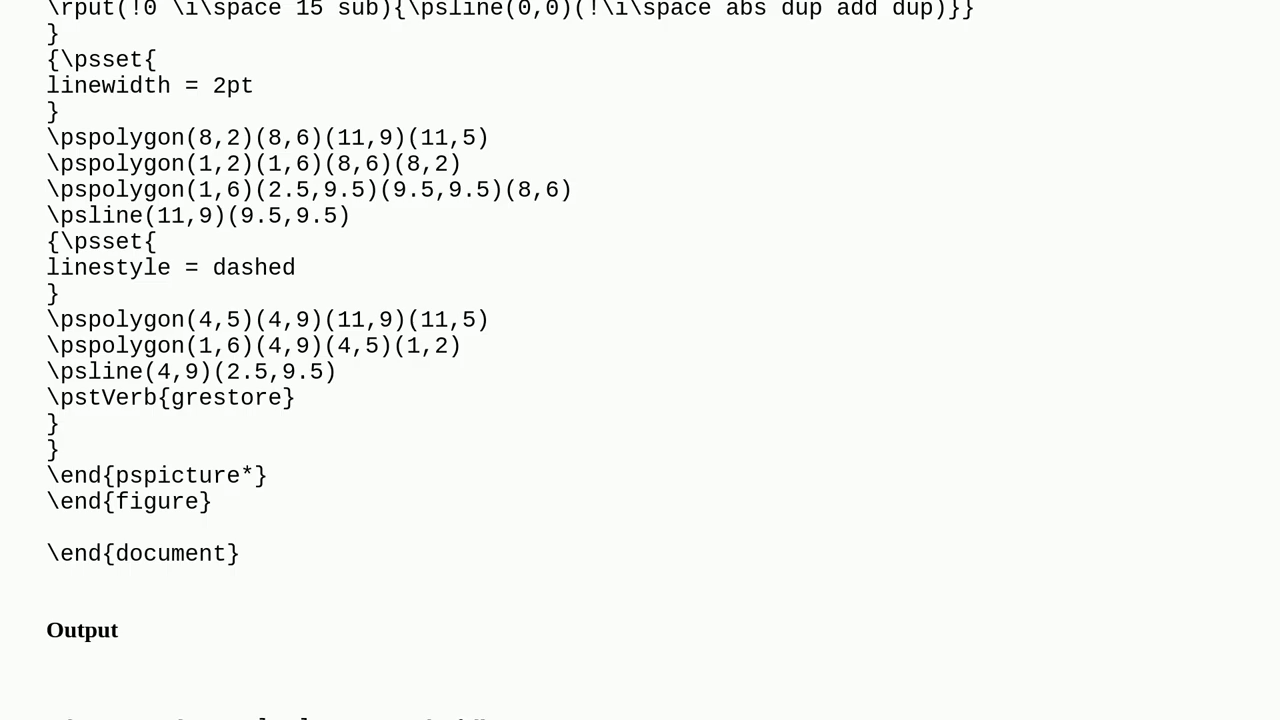 \rput(!0 \i\space 15 sub){\psline(0,0)(!\i\space abs dup add dup)}}
}
{\psset{
linewidth = 2pt
}
\pspolygon(8,2)(8,6)(11,9)(11,5)
\pspolygon(1,2)(1,6)(8,6)(8,2)
\pspolygon(1,6)(2.5,9.5)(9.5,9.5)(8,6)
\psline(11,9)(9.5,9.5)
{\psset{
linestyle = dashed
}
\pspolygon(4,5)(4,9)(11,9)(11,5)
\pspolygon(1,6)(4,9)(4,5)(1,2)
\psline(4,9)(2.5,9.5)
\pstVerb{grestore}
}
}
\end{pspicture*}
\end{figure}
\end{document}
Output